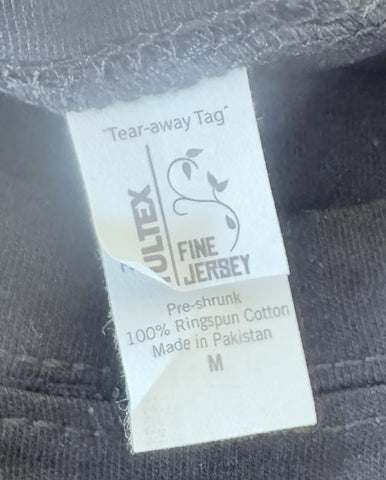 "Tear-away Tag"
ULTEX
FINE
JERSEY
Pre-shrunk
100% Ringspun Cotton
Made in Pakistan
M